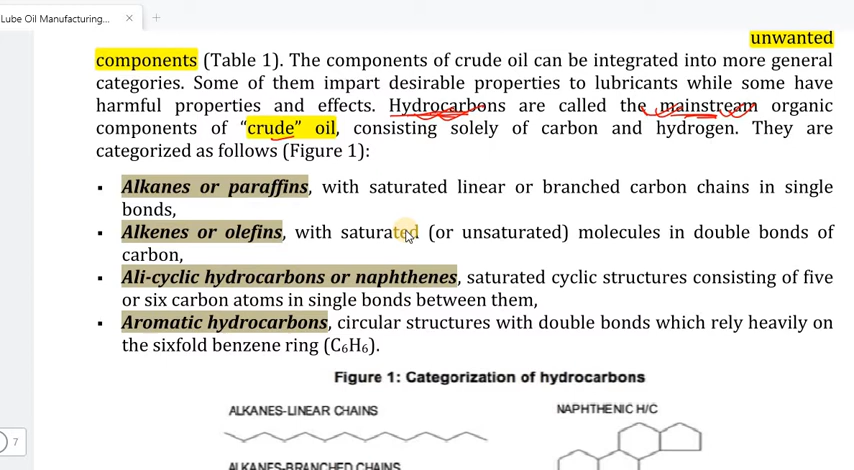 Lube Oil Manufacturing...
unwanted
components (Table 1). The components of crude oil can be integrated into more general
categories. Some of them impart desirable properties to lubricants while some have
harmful properties and effects. Hydrocarbons are called the mainstream organic
components of “crude” oil, consisting solely of carbon and hydrogen. They are
categorized as follows (Figure 1):
▪ Alkanes or paraffins, with saturated linear or branched carbon chains in single
bonds,
▪ Alkenes or olefins, with saturated (or unsaturated) molecules in double bonds of
carbon,
▪ Ali-cyclic hydrocarbons or naphthenes, saturated cyclic structures consisting of five
or six carbon atoms in single bonds between them,
▪ Aromatic hydrocarbons, circular structures with double bonds which rely heavily on
the sixfold benzene ring (C₆H₆).
Figure 1: Categorization of hydrocarbons
ALKANES-LINEAR CHAINS
NAPHTHENIC H/C
7
ALKANES-BRANCHED CHAINS